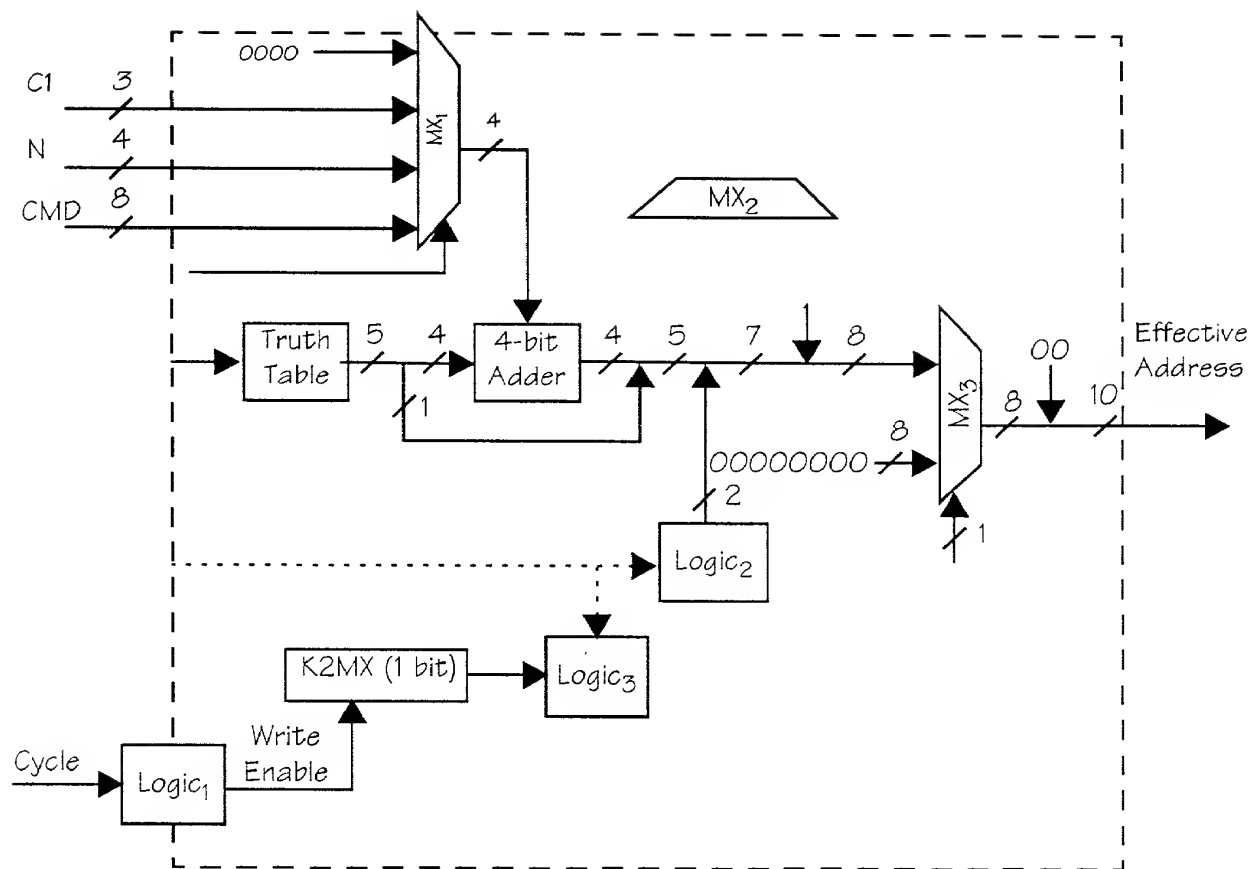 0000
C1
3
N
4
CMD
8
MX1
4
MX2
Truth
Table
5
4
1
4-bit
Adder
4
5
7
1
8
MX3
00
8
10
Effective
Address
00000000
8
1
2
Logic2
K2MX (1 bit)
Logic3
Cycle
Logic1
Write
Enable